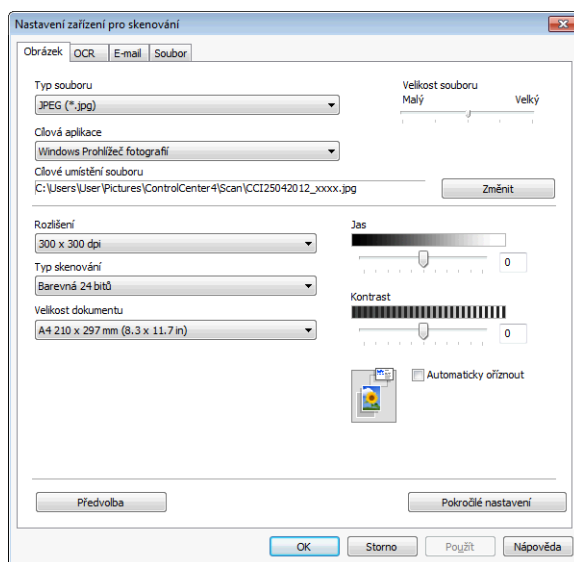 Nastavení zařízení pro skenování
Obrázek OCR E-mail Soubor
Typ souboru
JPEG (*.jpg)
Velikost souboru
Malý Velký
Cílová aplikace
Windows Prohlížeč fotografií
Cílové umístění souboru
C:\Users\User\Pictures\ControlCenter4\Scan\CCI25042012_xxxx.jpg
Změnit
Rozlišení
300 x 300 dpi
Typ skenování
Barevná 24 bitů
Velikost dokumentu
A4 210 x 297 mm (8.3 x 11.7 in)
Jas
0
Kontrast
0
Automaticky oříznout
Předvolba
Pokročilé nastavení
OK Storno Použít Nápověda